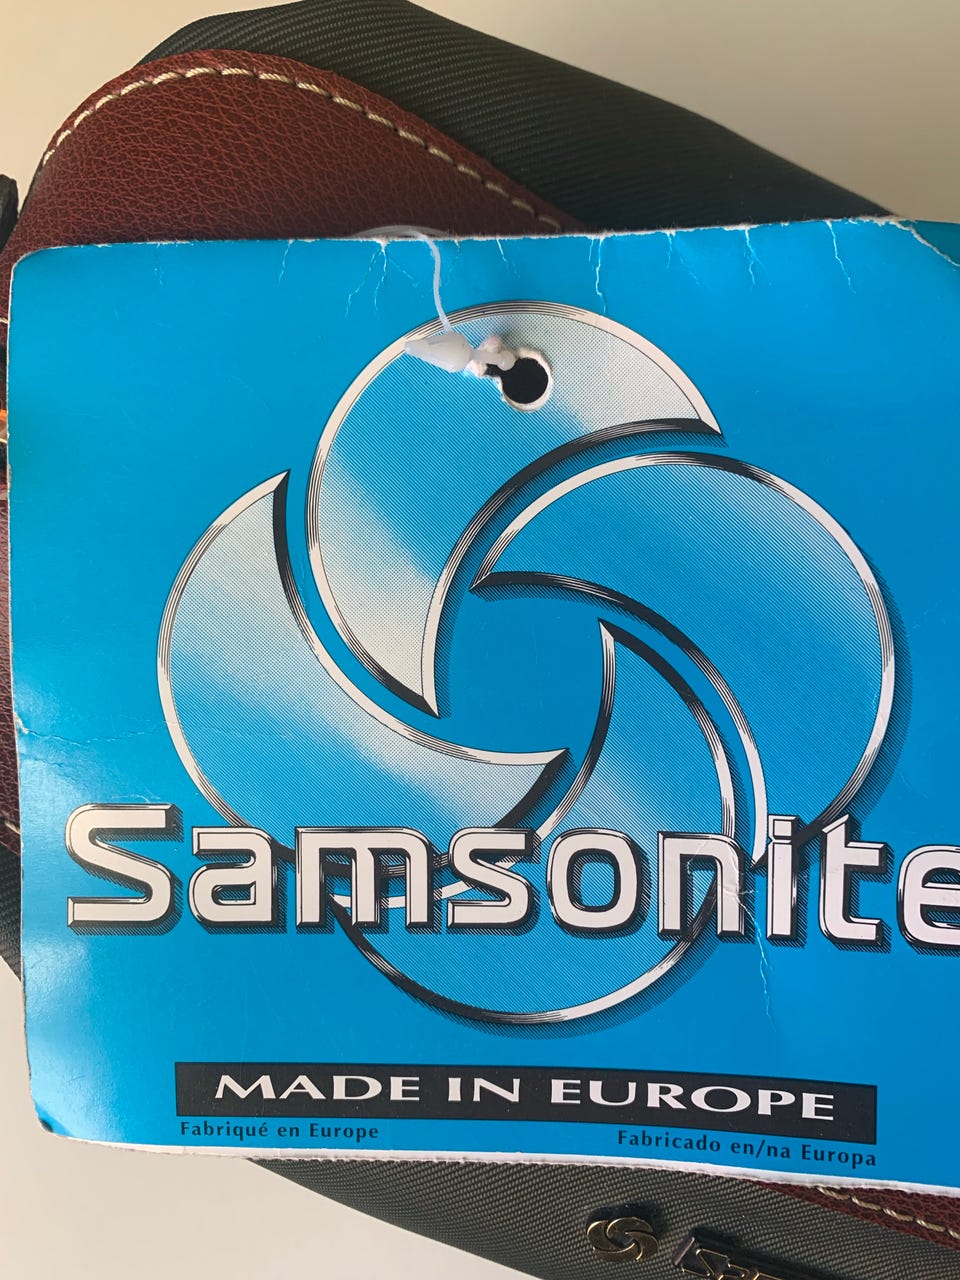 Samsonite
MADE IN EUROPE
Fabriqué en Europe
Fabricado en/na Europa